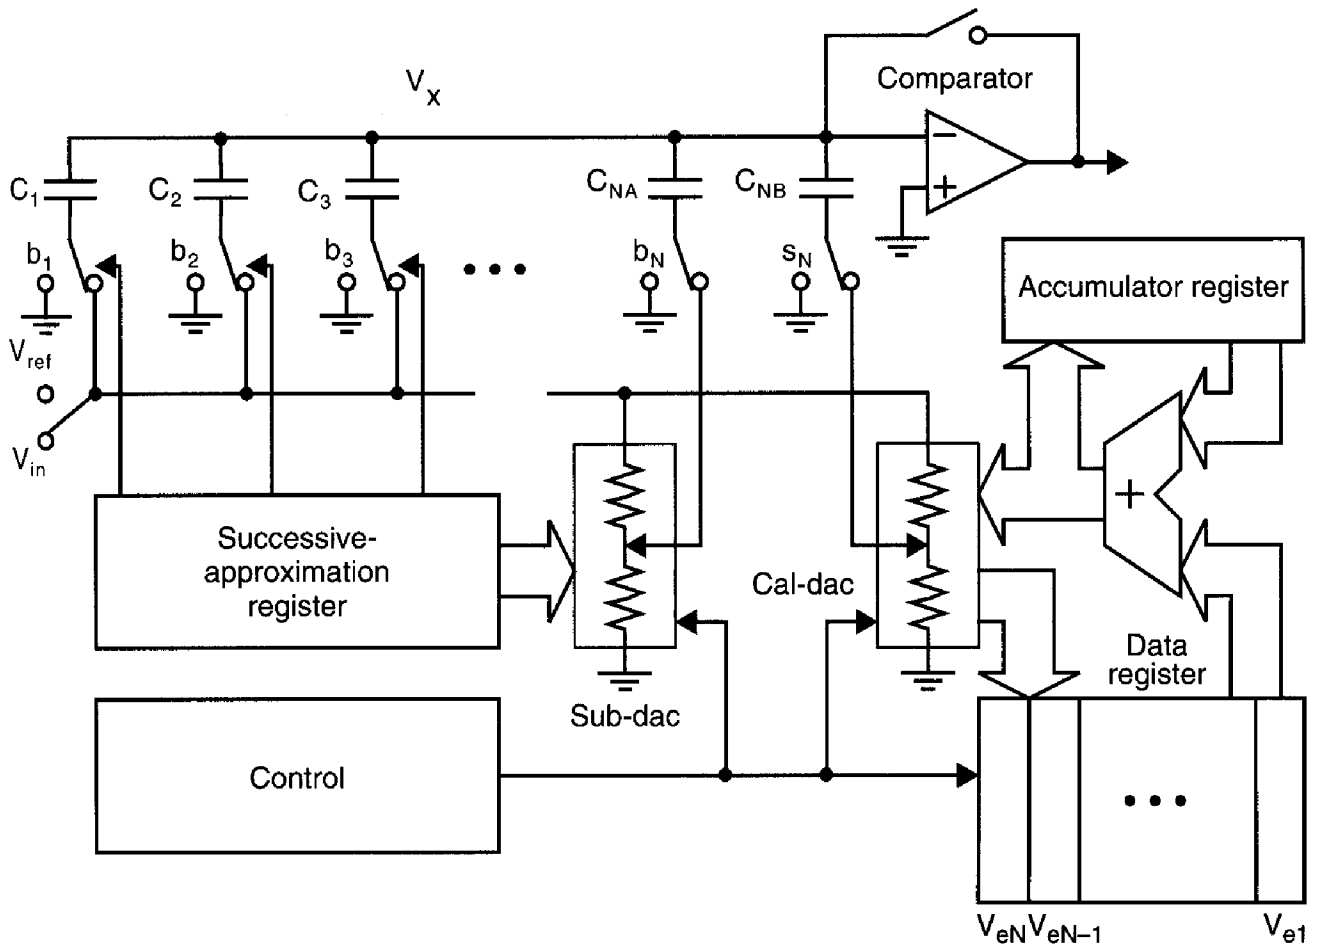 V_x
Comparator
−
+
C_1
C_2
C_3
C_NA
C_NB
b_1
b_2
b_3
• • •
b_N
s_N
Accumulator register
V_ref
V_in
+
Successive-
approximation
register
Cal-dac
Data
register
Sub-dac
Control
• • •
V_eN V_eN–1
V_e1